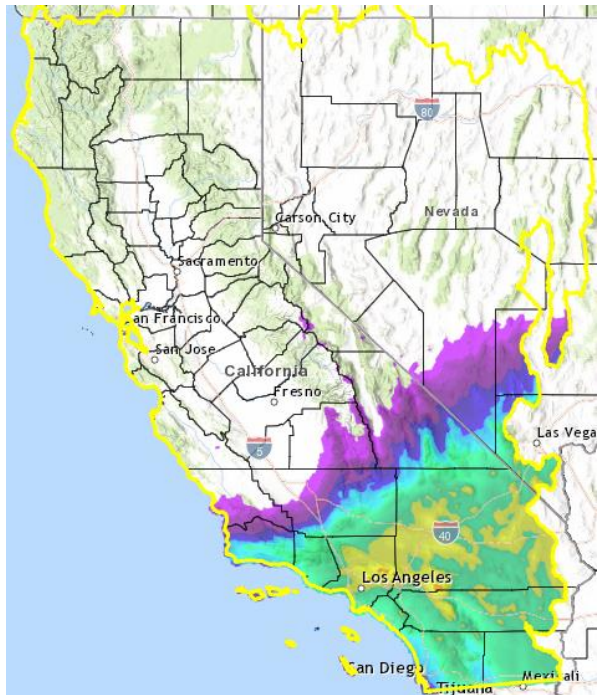 80
Nevada
Carson City
Sacramento
an Francisco
San Jose
California
Fresno
5
Las Vega
40
Los Angeles
San Diego
Tijuana
Mexicali